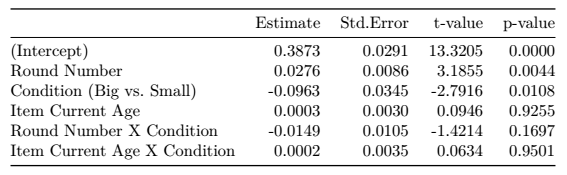 Estimate Std.Error t-value p-value
(Intercept) 0.3873 0.0291 13.3205 0.0000
Round Number 0.0276 0.0086 3.1855 0.0044
Condition (Big vs. Small) -0.0963 0.0345 -2.7916 0.0108
Item Current Age 0.0003 0.0030 0.0946 0.9255
Round Number X Condition -0.0149 0.0105 -1.4214 0.1697
Item Current Age X Condition 0.0002 0.0035 0.0634 0.9501